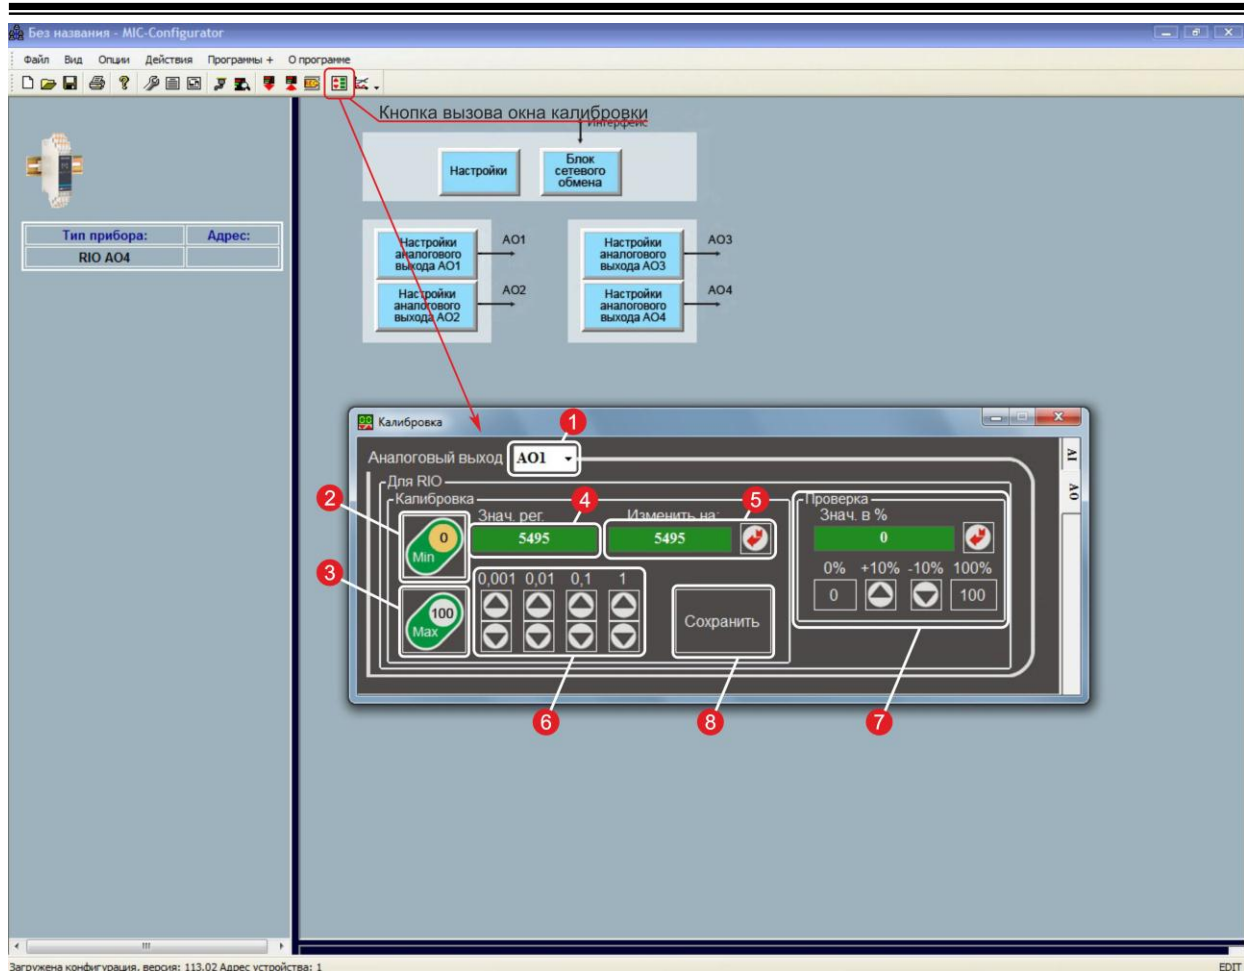 Без названия - MIC-Configurator
Файл Вид Опции Действия Программы + О программе
Кнопка вызова окна калибровки
Интерфейс
Настройки
Блок
сетевого
обмена
Тип прибора: Адрес:
RIO AO4
Настройки
аналогового
выхода AO1
AO1
Настройки
аналогового
выхода AO3
AO3
Настройки
аналогового
выхода AO2
AO2
Настройки
аналогового
выхода AO4
AO4
Калибровка
1
Аналоговый выход AO1
AI
AO
Для RIO
Калибровка
2
3
4
5
Знач. рег.
Изменить на:
0
Min
5495
5495
100
Max
0,001 0,01 0,1 1
Сохранить
Проверка
Знач. в %
0
0% +10% -10% 100%
0
100
6
8
7
Загружена конфигурация, версия: 113.02 Адрес устройства: 1
EDIT